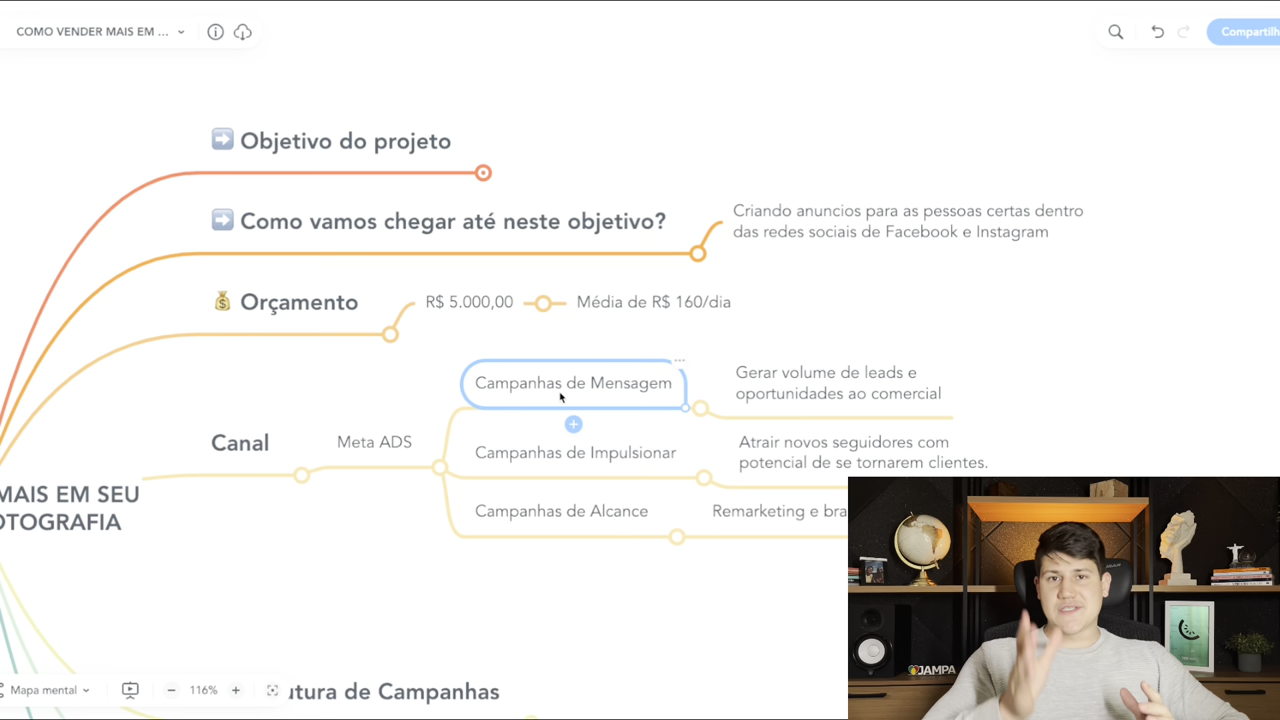 COMO VENDER MAIS EM ...
Compartilh
Objetivo do projeto
Como vamos chegar até neste objetivo?
Criando anuncios para as pessoas certas dentro
das redes sociais de Facebook e Instagram
Orçamento
R$ 5.000,00
Média de R$ 160/dia
Campanhas de Mensagem
Gerar volume de leads e
oportunidades ao comercial
Canal
Meta ADS
Campanhas de Impulsionar
Atrair novos seguidores com
potencial de se tornarem clientes.
MAIS EM SEU
OTOGRAFIA
Campanhas de Alcance
Remarketing e bra
JAMPA
Mapa mental
116%
utura de Campanhas